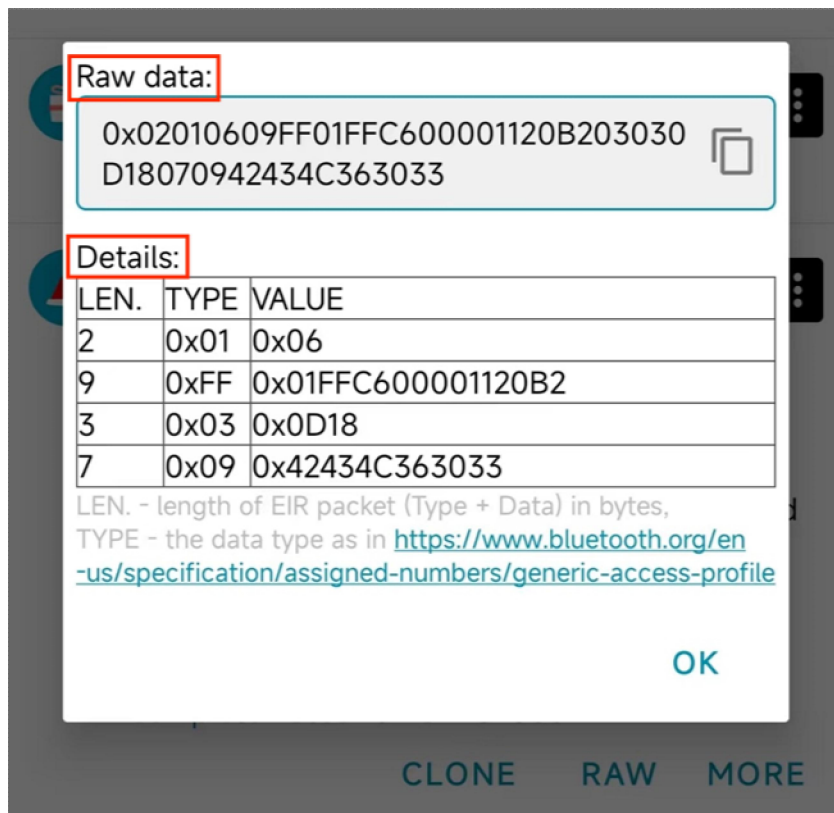 Raw data:
0x02010609FF01FFC600001120B203030
D18070942434C363033
Details:
LEN. TYPE VALUE
2 0x01 0x06
9 0xFF 0x01FFC600001120B2
3 0x03 0x0D18
7 0x09 0x42434C363033
LEN. - length of EIR packet (Type + Data) in bytes,
TYPE - the data type as in https://www.bluetooth.org/en
-us/specification/assigned-numbers/generic-access-profile
OK
CLONE RAW MORE